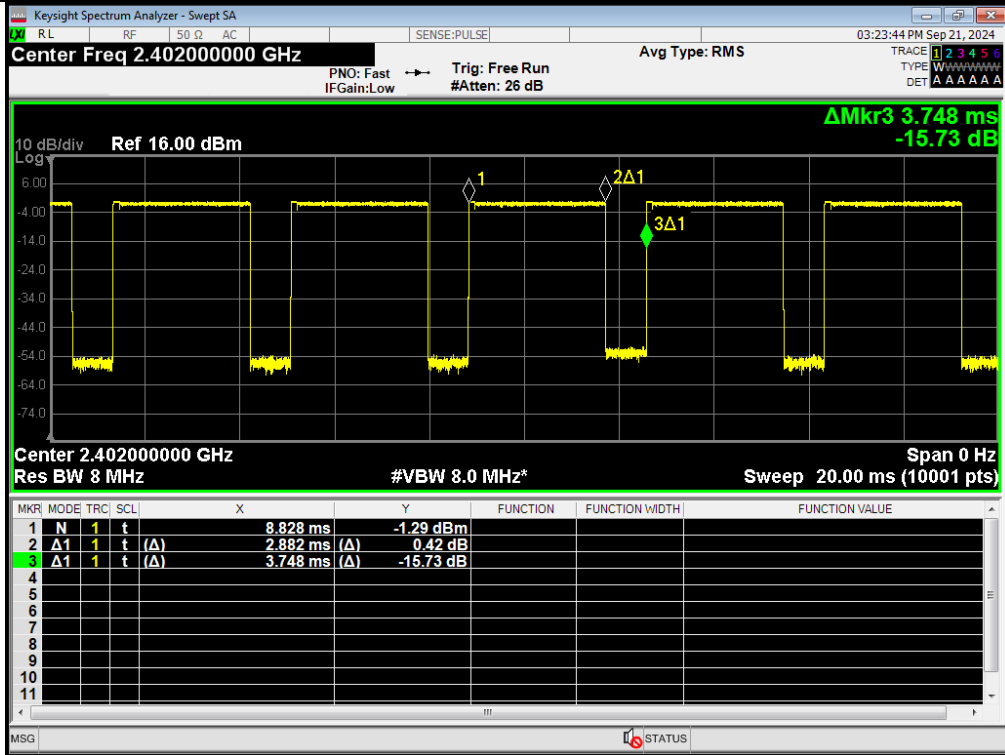 Keysight Spectrum Analyzer - Swept SA
LXI RL RF 50 Ω AC SENSE:PULSE 03:23:44 PM Sep 21, 2024
Center Freq 2.402000000 GHz Avg Type: RMS TRACE 1 2 3 4 5 6
PNO: Fast Trig: Free Run TYPE WWWWWW
IFGain:Low #Atten: 26 dB DET A A A A A A
ΔMkr3 3.748 ms
10 dB/div Ref 16.00 dBm -15.73 dB
Log
6.00
-4.00
-14.0
-24.0
-34.0
-44.0
-54.0
-64.0
-74.0
1
2Δ1
3Δ1
Center 2.402000000 GHz Span 0 Hz
Res BW 8 MHz #VBW 8.0 MHz* Sweep 20.00 ms (10001 pts)
MKR MODE TRC SCL X Y FUNCTION FUNCTION WIDTH FUNCTION VALUE
1 N 1 t 8.828 ms -1.29 dBm
2 Δ1 1 t (Δ) 2.882 ms (Δ) 0.42 dB
3 Δ1 1 t (Δ) 3.748 ms (Δ) -15.73 dB
4
5
6
7
8
9
10
11
MSG STATUS